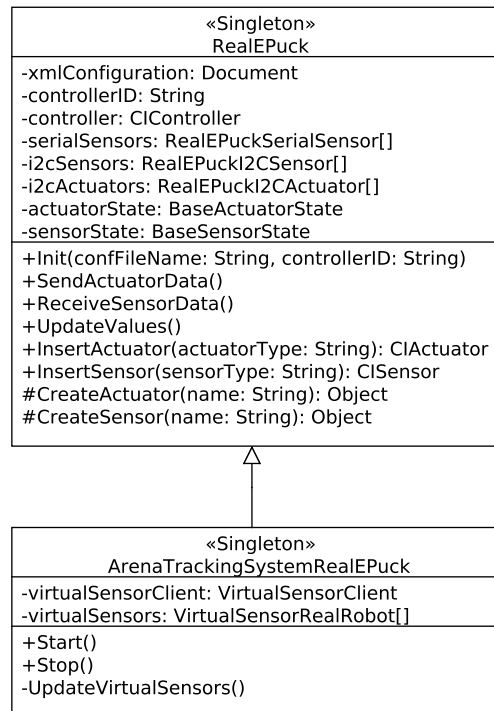 «Singleton»
RealEPuck
-xmlConfiguration: Document
-controllerID: String
-controller: CIController
-serialSensors: RealEPuckSerialSensor[]
-i2cSensors: RealEPuckI2CSensor[]
-i2cActuators: RealEPuckI2CActuator[]
-actuatorState: BaseActuatorState
-sensorState: BaseSensorState
+Init(confFileName: String, controllerID: String)
+SendActuatorData()
+ReceiveSensorData()
+UpdateValues()
+InsertActuator(actuatorType: String): CIActuator
+InsertSensor(sensorType: String): CISensor
#CreateActuator(name: String): Object
#CreateSensor(name: String): Object
«Singleton»
ArenaTrackingSystemRealEPuck
-virtualSensorClient: VirtualSensorClient
-virtualSensors: VirtualSensorRealRobot[]
+Start()
+Stop()
-UpdateVirtualSensors()